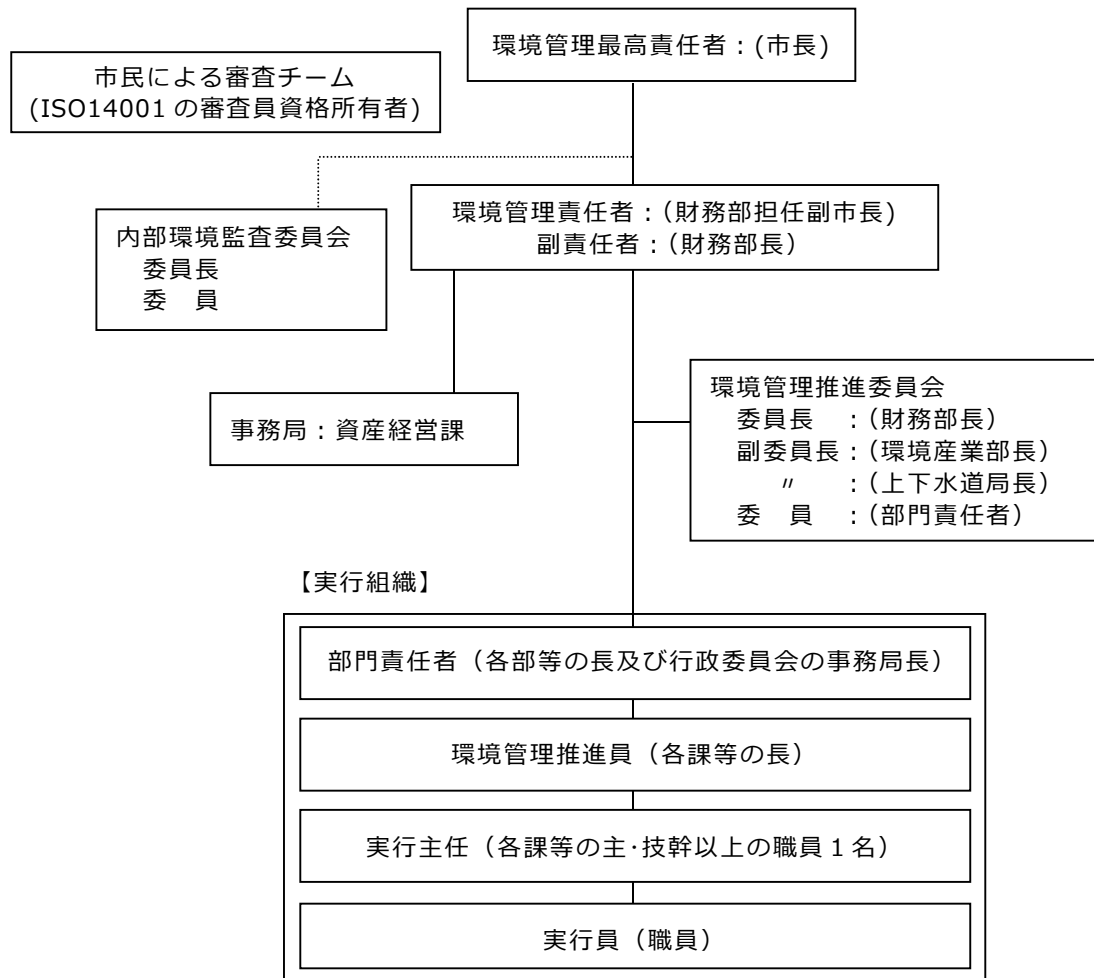 環境管理最高責任者：(市長)
市民による審査チーム
(ISO14001の審査員資格所有者)
環境管理責任者：（財務部担任副市長)
副責任者：（財務部長）
内部環境監査委員会
委員長
委　員
環境管理推進委員会
委員長　：（財務部長）
副委員長：（環境産業部長）
〃　　：（上下水道局長）
委　員　：（部門責任者）
事務局：資産経営課
【実行組織】
部門責任者（各部等の長及び行政委員会の事務局長）
環境管理推進員（各課等の長）
実行主任（各課等の主･技幹以上の職員１名）
実行員（職員）